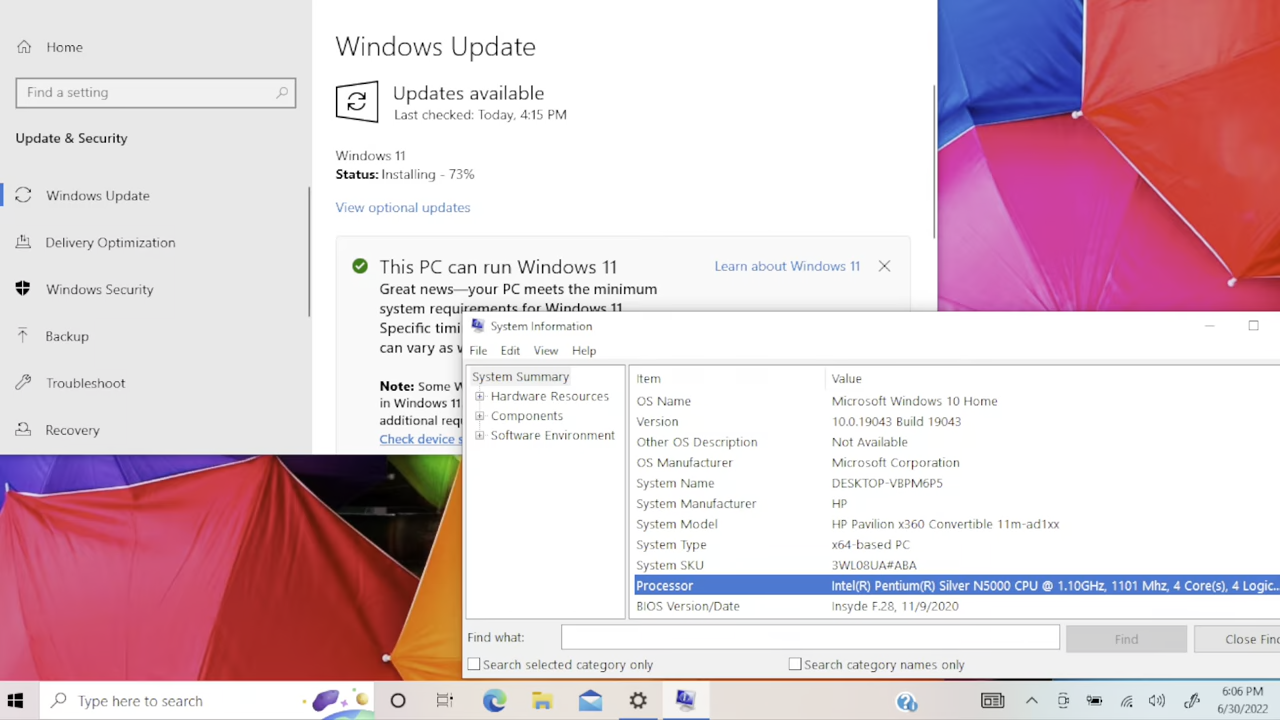 Home
Find a setting
Update & Security
Windows Update
Delivery Optimization
Windows Security
Backup
Troubleshoot
Recovery
Windows Update
Updates available
Last checked: Today, 4:15 PM
Windows 11
Status: Installing - 73%
View optional updates
This PC can run Windows 11
Learn about Windows 11
Great news—your PC meets the minimum
system requirements for Windows 11.
Specific timi
can vary as w
Note: Some W
in Windows 11
additional req
Check device s
System Information
File Edit View Help
System Summary
Hardware Resources
Components
Software Environment
Item Value
OS Name Microsoft Windows 10 Home
Version 10.0.19043 Build 19043
Other OS Description Not Available
OS Manufacturer Microsoft Corporation
System Name DESKTOP-VBPM6P5
System Manufacturer HP
System Model HP Pavilion x360 Convertible 11m-ad1xx
System Type x64-based PC
System SKU 3WL08UA#ABA
Processor Intel(R) Pentium(R) Silver N5000 CPU @ 1.10GHz, 1101 Mhz, 4 Core(s), 4 Logic...
BIOS Version/Date Insyde F.28, 11/9/2020
Find what:
Find
Close Find
Search selected category only
Search category names only
Type here to search
6:06 PM
6/30/2022